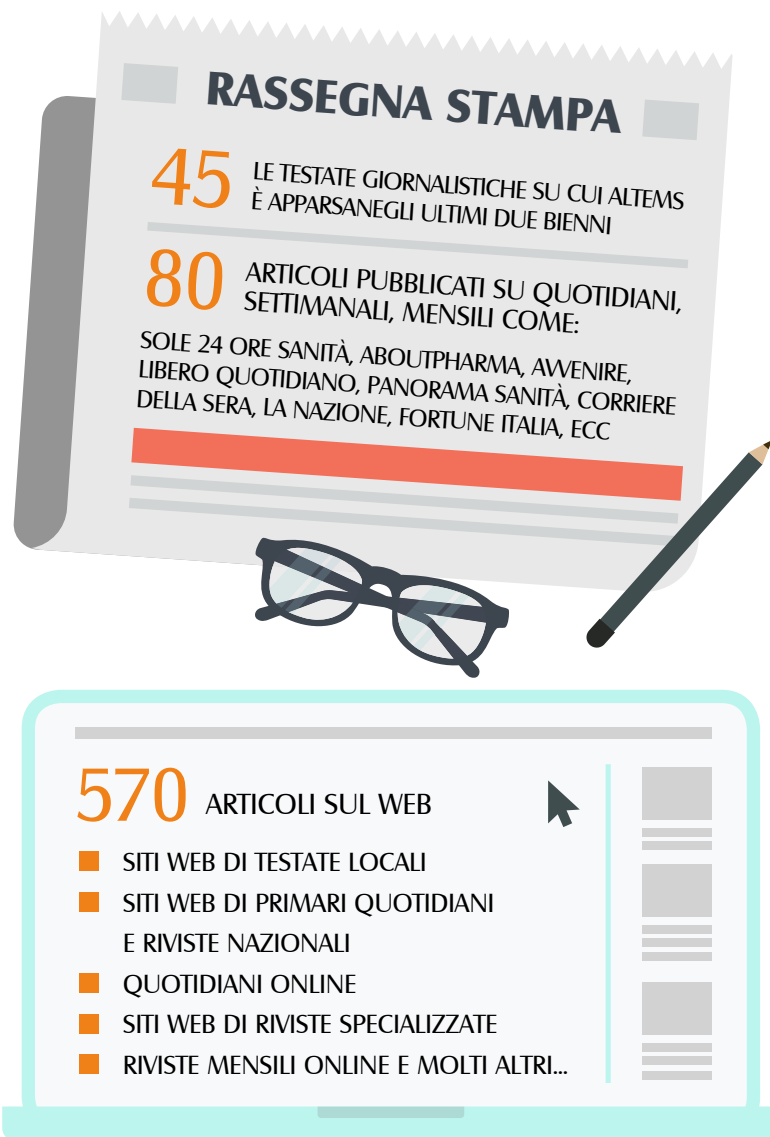 RASSEGNA STAMPA
45
LE TESTATE GIORNALISTICHE SU CUI ALTEMS
È APPARSANEGLI ULTIMI DUE BIENNI
80
ARTICOLI PUBBLICATI SU QUOTIDIANI,
SETTIMANALI, MENSILI COME:
SOLE 24 ORE SANITÀ, ABOUTPHARMA, AVVENIRE,
LIBERO QUOTIDIANO, PANORAMA SANITÀ, CORRIERE
DELLA SERA, LA NAZIONE, FORTUNE ITALIA, ECC
570 ARTICOLI SUL WEB
SITI WEB DI TESTATE LOCALI
SITI WEB DI PRIMARI QUOTIDIANI
E RIVISTE NAZIONALI
QUOTIDIANI ONLINE
SITI WEB DI RIVISTE SPECIALIZZATE
RIVISTE MENSILI ONLINE E MOLTI ALTRI...